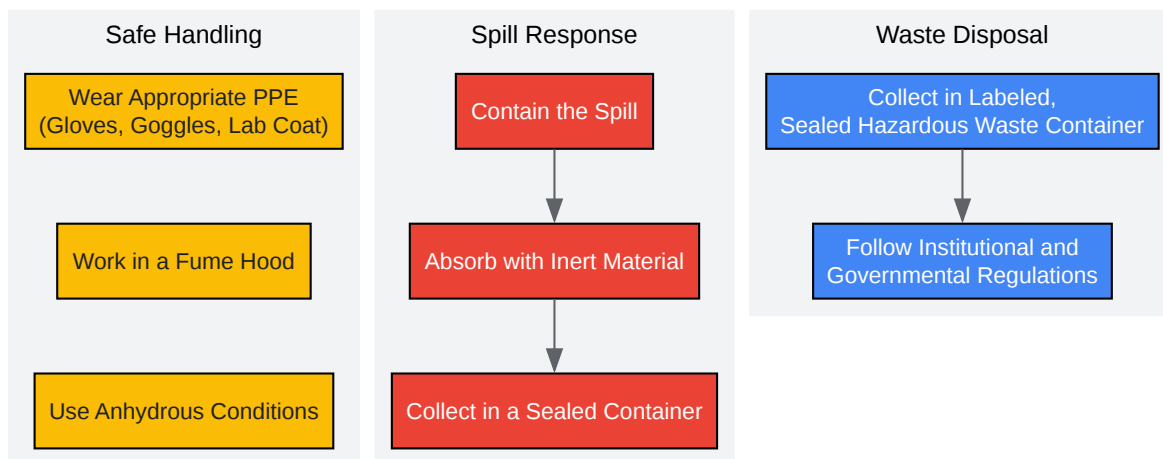 Safe Handling
Wear Appropriate PPE
(Gloves, Goggles, Lab Coat)
Work in a Fume Hood
Use Anhydrous Conditions
Spill Response
Contain the Spill
Absorb with Inert Material
Collect in a Sealed Container
Waste Disposal
Collect in Labeled,
Sealed Hazardous Waste Container
Follow Institutional and
Governmental Regulations